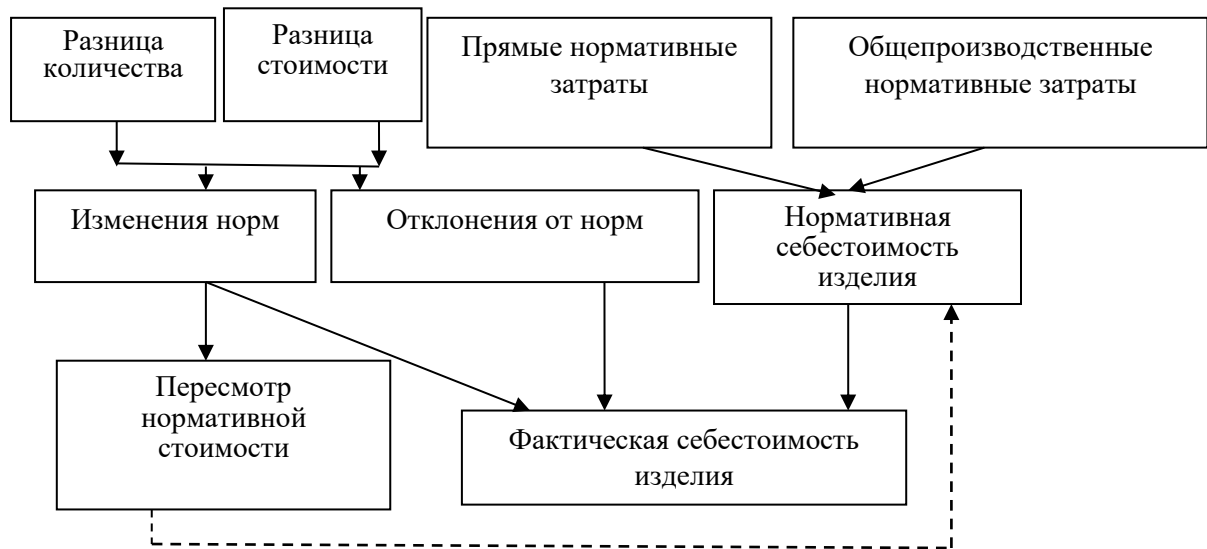 Разница
количества
Разница
стоимости
Прямые нормативные
затраты
Общепроизводственные
нормативные затраты
Изменения норм
Отклонения от норм
Нормативная
себестоимость
изделия
Пересмотр
нормативной
стоимости
Фактическая себестоимость
изделия